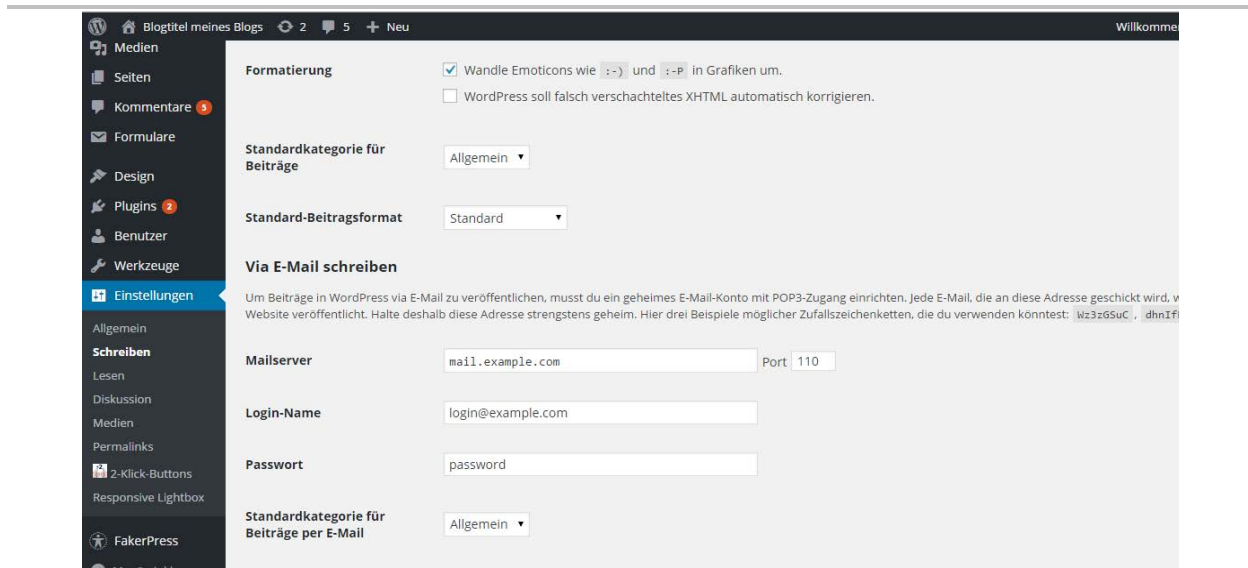 Blogtitel meines Blogs 2 5 + Neu
Willkomme
Medien
Seiten
Kommentare 5
Formulare
Design
Plugins 2
Benutzer
Werkzeuge
Einstellungen
Allgemein
Schreiben
Lesen
Diskussion
Medien
Permalinks
2-Klick-Buttons
Responsive Lightbox
FakerPress
Formatierung
Wandle Emoticons wie :-) und :-P in Grafiken um.
WordPress soll falsch verschachteltes XHTML automatisch korrigieren.
Standardkategorie für
Beiträge
Allgemein
Standard-Beitragsformat
Standard
Via E-Mail schreiben
Um Beiträge in WordPress via E-Mail zu veröffentlichen, musst du ein geheimes E-Mail-Konto mit POP3-Zugang einrichten. Jede E-Mail, die an diese Adresse geschickt wird, w
Website veröffentlicht. Halte deshalb diese Adresse strengstens geheim. Hier drei Beispiele möglicher Zufallszeichenketten, die du verwenden könntest: Wz3zGSuC ,
Mailserver
mail.example.com Port 110
Login-Name
login@example.com
Passwort
password
Standardkategorie für
Beiträge per E-Mail
Allgemein